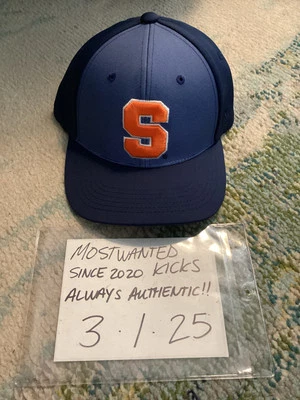 S
MOSTWANTED
SINCE 2020 KICKS
ALWAYS AUTHENTIC!!
3.1.25